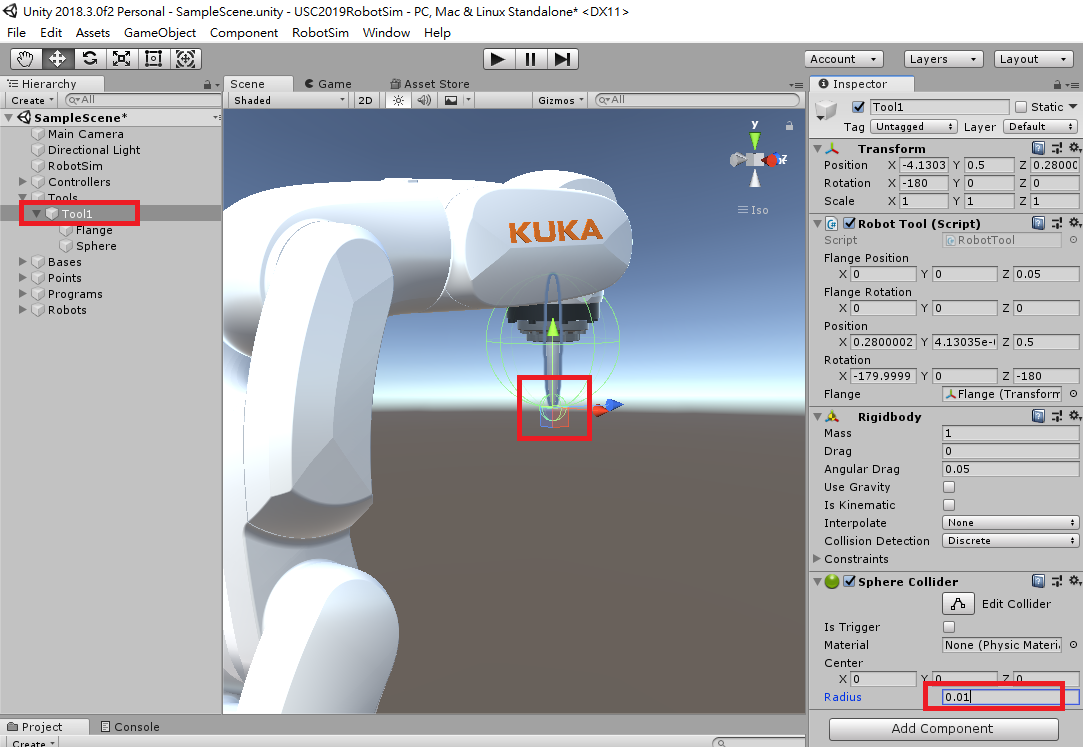 Unity 2018.3.0f2 Personal - SampleScene.unity - USC2019RobotSim - PC, Mac & Linux Standalone* <DX11>
File Edit Assets GameObject Component RobotSim Window Help
Account Layers Layout
Hierarchy
Create All
SampleScene*
Main Camera
Directional Light
RobotSim
Controllers
Tools
Tool1
Flange
Sphere
Bases
Points
Programs
Robots
Scene Game Asset Store
Shaded 2D Gizmos All
y
z
Iso
KUKA
Inspector
Tool1 Static
Tag Untagged Layer Default
Transform
Position X -4.1303 Y 0.5 Z 0.2800
Rotation X -180 Y 0 Z 0
Scale X 1 Y 1 Z 1
Robot Tool (Script)
Script RobotTool
Flange Position
X 0 Y 0 Z 0.05
Flange Rotation
X 0 Y 0 Z 0
Position
X 0.2800002 Y 4.13035e-0 Z 0.5
Rotation
X -179.9999 Y 0 Z -180
Flange Flange (Transform
Rigidbody
Mass 1
Drag 0
Angular Drag 0.05
Use Gravity
Is Kinematic
Interpolate None
Collision Detection Discrete
Constraints
Sphere Collider
Edit Collider
Is Trigger
Material None (Physic Materi
Center
X 0 Y 0 Z 0
Radius 0.01
Add Component
Project Console
Create